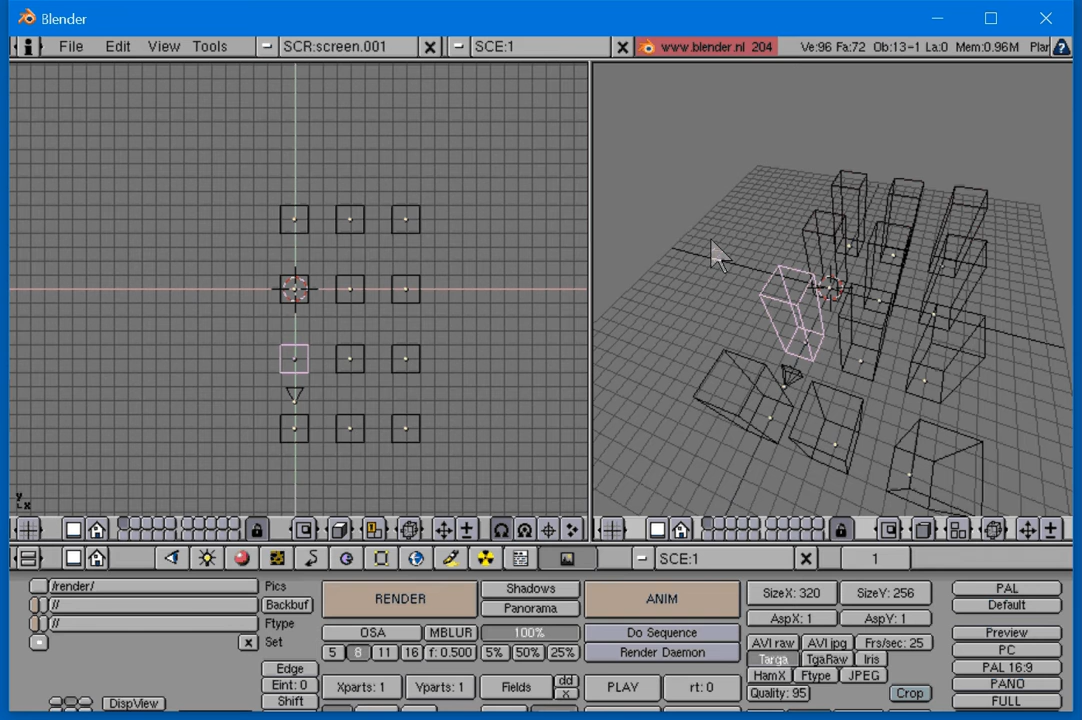 Blender
File Edit View Tools SCR:screen.001 SCE:1 www.blender.nl 204 Ve:96 Fa:72 Ob:13-1 La:0 Mem:0.96M Plar
y
x
SCE:1 1
/render/ Pics
// Backbuf
// Ftype
Set
RENDER
Shadows
Panorama
ANIM
SizeX: 320 SizeY: 256
AspX: 1 AspY: 1
PAL
Default
OSA MBLUR 100% Do Sequence
AVI raw AVI jpg Frs/sec: 25
Preview
5 8 11 16 f: 0.500 5% 50% 25% Render Daemon
Targa TgaRaw Iris
PC
HamX Ftype JPEG
PAL 16:9
Edge
Eint: 0
Shift
Xparts: 1 Yparts: 1 Fields dd
x
PLAY rt: 0
Quality: 95 Crop
PANO
FULL
DispView